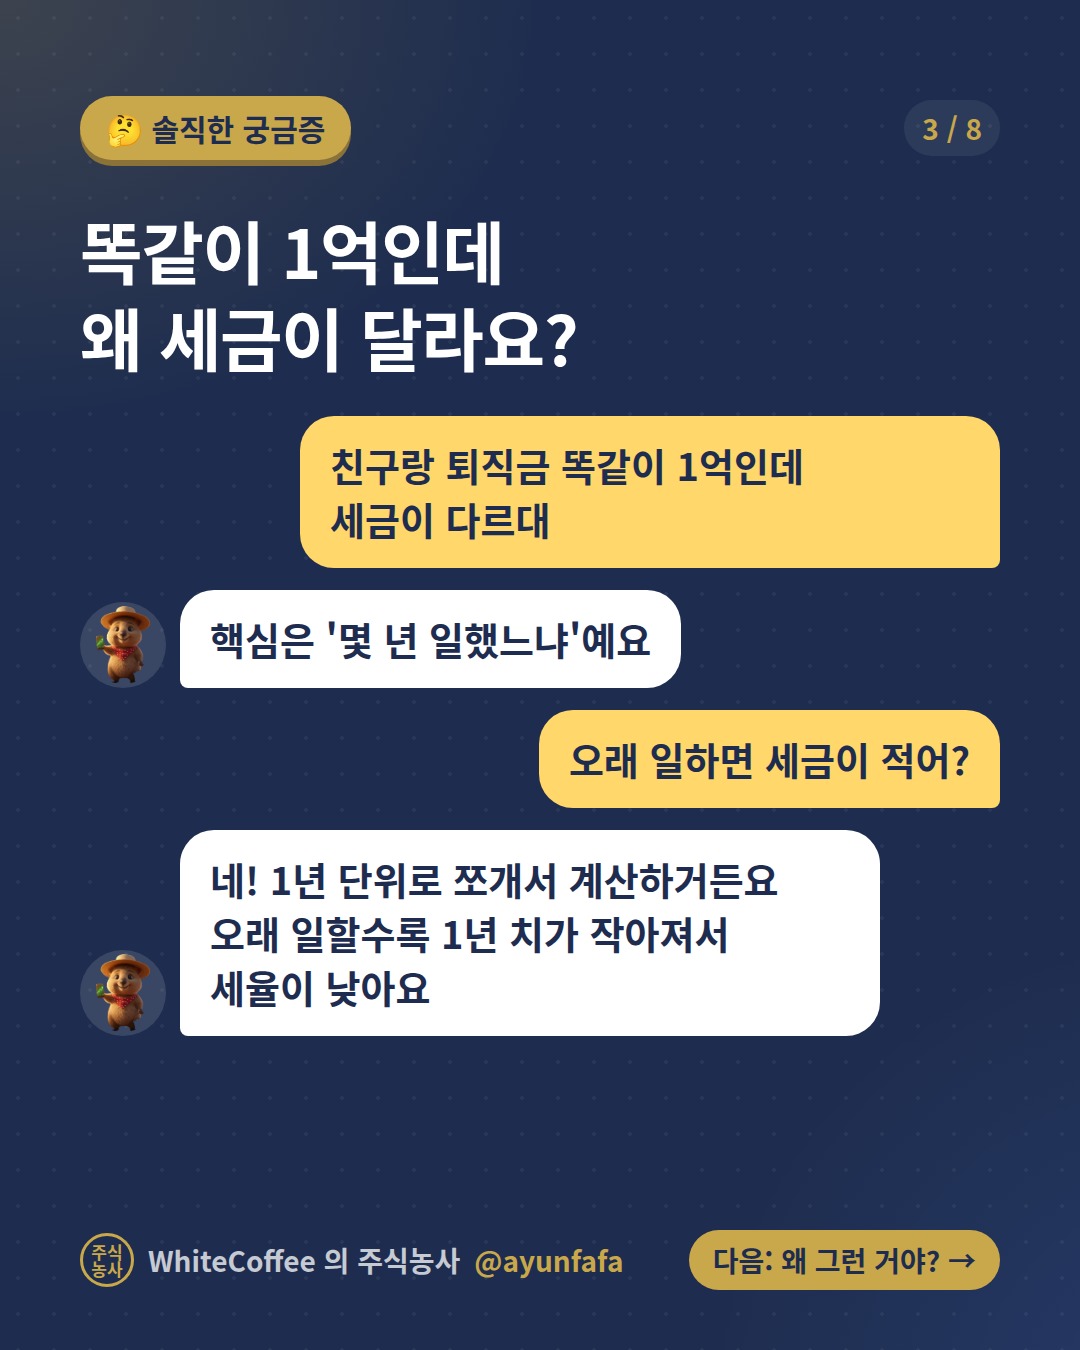 🤔 솔직한 궁금증
3 / 8
똑같이 1억인데
왜 세금이 달라요?
친구랑 퇴직금 똑같이 1억인데
세금이 다르대
핵심은 '몇 년 일했느냐'예요
오래 일하면 세금이 적어?
네! 1년 단위로 쪼개서 계산하거든요
오래 일할수록 1년 치가 작아져서
세율이 낮아요
주식
농사
WhiteCoffee 의 주식농사 @ayunfafa
다음: 왜 그런 거야? →